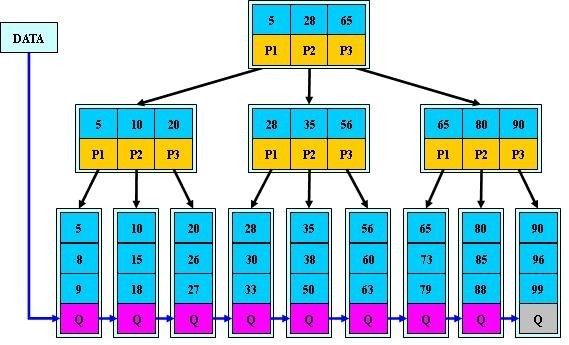 5 28 65
DATA
P1 P2 P3
5 10 20
28 35 56
65 80 90
P1 P2 P3
P1 P2 P3
P1 P2 P3
5 10 20 28 35 56 65 80 90
8 15 26 30 38 60 73 85 96
9 18 27 33 50 63 79 88 99
Q Q Q Q Q Q Q Q Q